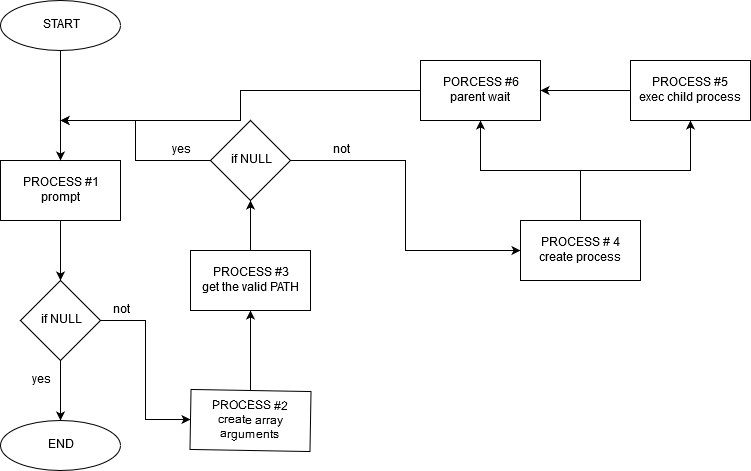 START
PORCESS #6
parent wait
PROCESS #5
exec child process
yes
if NULL
not
PROCESS #1
prompt
PROCESS # 4
create process
PROCESS #3
get the valid PATH
if NULL
not
yes
PROCESS #2
create array
arguments
END